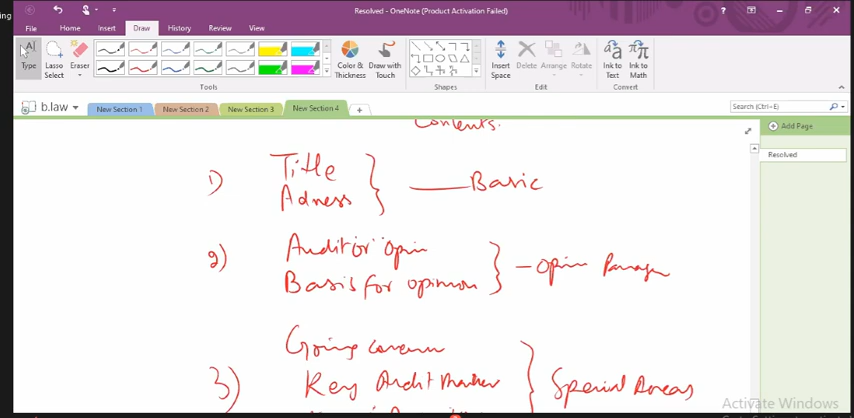 Resolved - OneNote (Product Activation Failed)
File Home Insert Draw History Review View
Type Lasso Select Eraser Color & Thickness Draw with Touch Insert Space Delete Arrange Rotate Ink to Text Ink to Math
Tools Shapes Edit Convert
b.law New Section 1 New Section 2 New Section 3 New Section 4 Search (Ctrl+E)
Add Page
Resolved
Contents.
1) Title
Adress
Basic
2) Auditor' Opin
Basis for opinion
- opin
3) Going concern
Key Audit Matter
Special Areas
Activate Windows